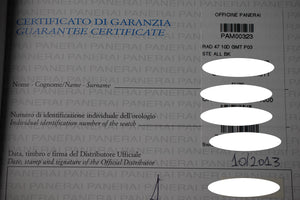 CERTIFICATO DI GARANZIA
GUARANTEE CERTIFICATE
OFFICINE PANERAI
PAM00323
RAD 47 10D GMT P03
STE ALL BK
Nome - Cognome/Name - Surname
Numero di identificazione individuale dell'orologio
Individual identification number of the watch
Data, timbro e firma del Distributore Ufficiale
Date, stamp and signature of the Official Distributor
10/2013